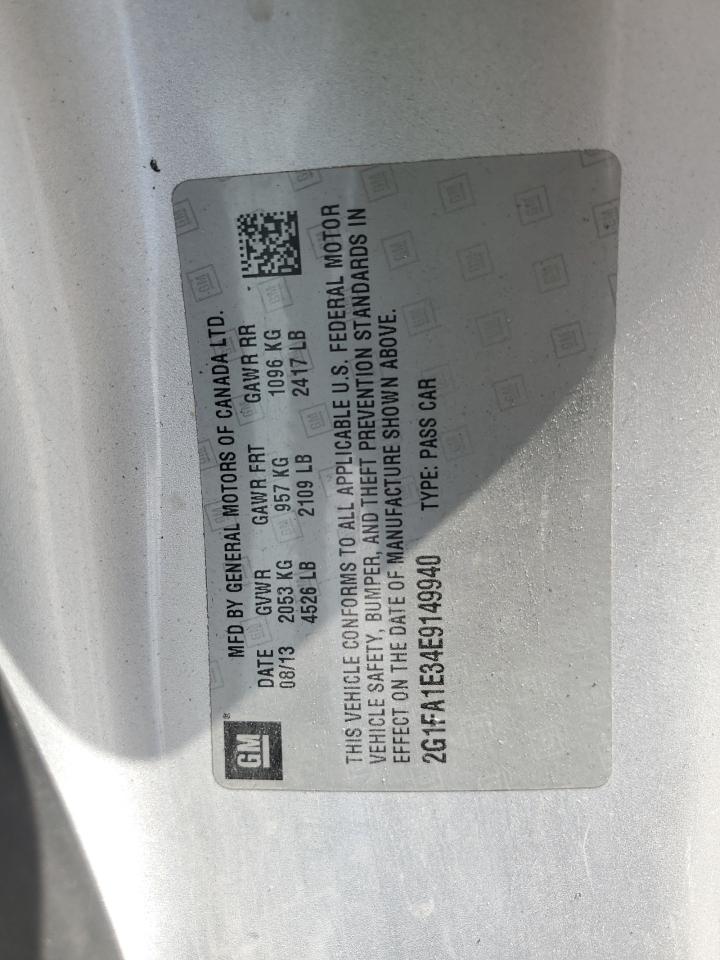 GM®
MFD BY GENERAL MOTORS OF CANADA LTD.
DATE GVWR GAWR FRT GAWR RR
08/13 2053 KG 957 KG 1096 KG
4526 LB 2109 LB 2417 LB
THIS VEHICLE CONFORMS TO ALL APPLICABLE U.S. FEDERAL MOTOR
VEHICLE SAFETY, BUMPER, AND THEFT PREVENTION STANDARDS IN
EFFECT ON THE DATE OF MANUFACTURE SHOWN ABOVE.
2G1FA1E34E9149940 TYPE: PASS CAR